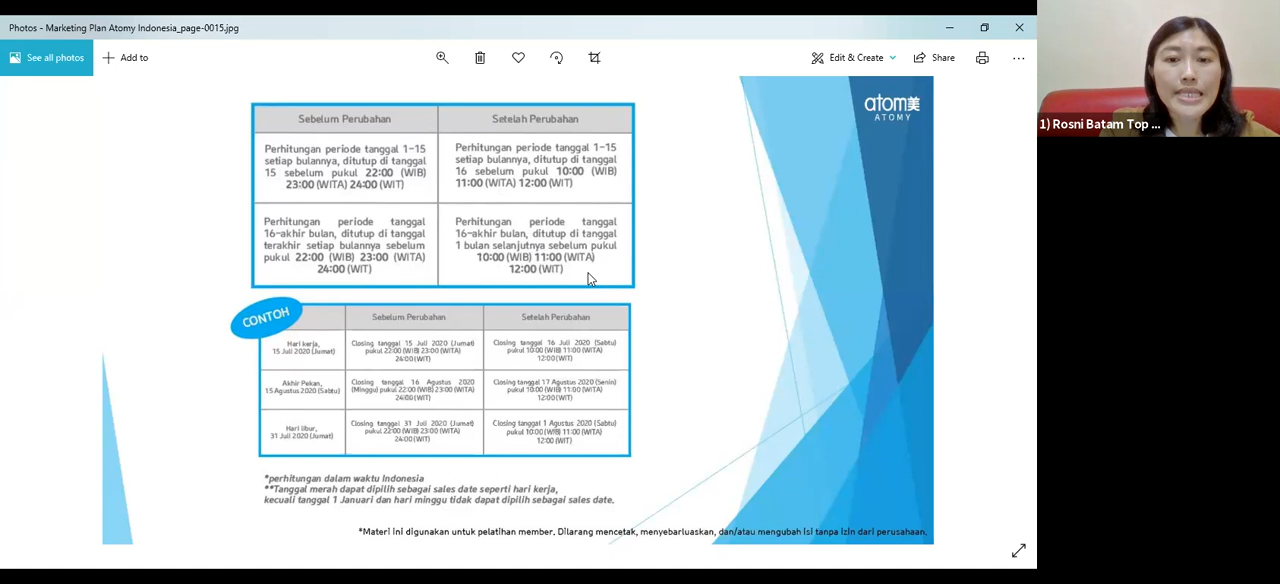 Photos - Marketing Plan Atomy Indonesia_page-0015.jpg
See all photos
Add to
Edit & Create
Share
atom美
ATOMY
1) Rosni Batam Top ...
Sebelum Perubahan
Setelah Perubahan
Perhitungan periode tanggal 1-15
setiap bulannya, ditutup di tanggal
15 sebelum pukul 22:00 (WIB)
23:00 (WITA) 24:00 (WIT)
Perhitungan periode tanggal 1-15
setiap bulannya, ditutup di tanggal
16 sebelum pukul 10:00 (WIB)
11:00 (WITA) 12:00 (WIT)
Perhitungan periode tanggal
16-akhir bulan, ditutup di tanggal
terakhir setiap bulannya sebelum
pukul 22:00 (WIB) 23:00 (WITA)
24:00 (WIT)
Perhitungan periode tanggal
16-akhir bulan, ditutup di tanggal
1 bulan selanjutnya sebelum pukul
10:00 (WIB) 11:00 (WITA)
12:00 (WIT)
CONTOH
Sebelum Perubahan
Setelah Perubahan
Hari kerja,
15 Juli 2020 (Jumat)
Closing tanggal 15 Juli 2020 (Jumat)
pukul 22:00 (WIB) 23:00 (WITA)
24:00 (WIT)
Closing tanggal 16 Juli 2020 (Sabtu)
pukul 10:00 (WIB) 11:00 (WITA)
12:00 (WIT)
Akhir Pekan,
15 Agustus 2020 (Sabtu)
Closing tanggal 16 Agustus 2020
(Minggu) pukul 22:00 (WIB) 23:00 (WITA)
24:00 (WIT)
Closing tanggal 17 Agustus 2020 (Senin)
pukul 10:00 (WIB) 11:00 (WITA)
12:00 (WIT)
Hari libur,
31 Juli 2020 (Jumat)
Closing tanggal 31 Juli 2020 (Jumat)
pukul 22:00 (WIB) 23:00 (WITA)
24:00 (WIT)
Closing tanggal 1 Agustus 2020 (Sabtu)
pukul 10:00 (WIB) 11:00 (WITA)
12:00 (WIT)
*perhitungan dalam waktu Indonesia
**Tanggal merah dapat dipilih sebagai sales date seperti hari kerja,
kecuali tanggal 1 Januari dan hari minggu tidak dapat dipilih sebagai sales date.
*Materi ini digunakan untuk pelatihan member. Dilarang mencetak, menyebarluaskan, dan/atau mengubah isi tanpa izin dari perusahaan.